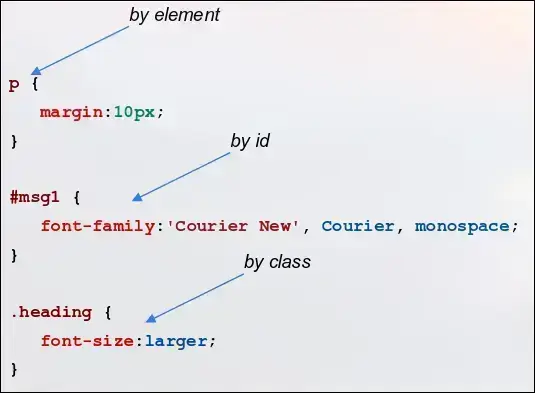 by element
p {
margin:10px;
}
by id
#msg1 {
font-family:'Courier New', Courier, monospace;
}
by class
.heading {
font-size:larger;
}